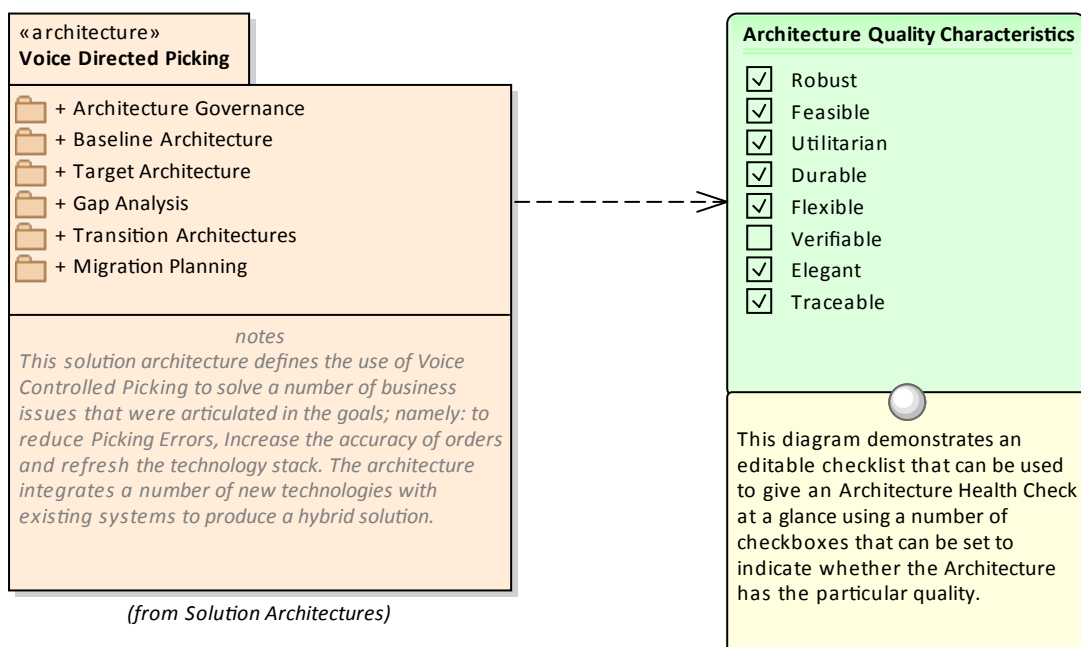 «architecture»
Voice Directed Picking
+ Architecture Governance
+ Baseline Architecture
+ Target Architecture
+ Gap Analysis
+ Transition Architectures
+ Migration Planning
notes
This solution architecture defines the use of Voice
Controlled Picking to solve a number of business
issues that were articulated in the goals; namely: to
reduce Picking Errors, Increase the accuracy of orders
and refresh the technology stack. The architecture
integrates a number of new technologies with
existing systems to produce a hybrid solution.
(from Solution Architectures)
Architecture Quality Characteristics
Robust
Feasible
Utilitarian
Durable
Flexible
Verifiable
Elegant
Traceable
This diagram demonstrates an
editable checklist that can be used
to give an Architecture Health Check
at a glance using a number of
checkboxes that can be set to
indicate whether the Architecture
has the particular quality.